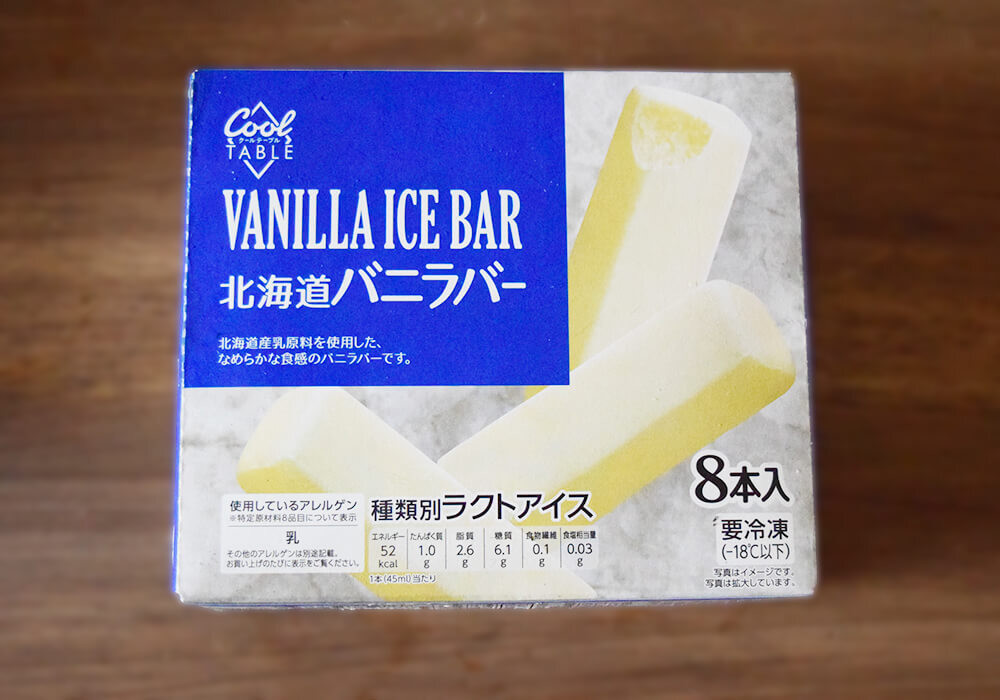 Cool
クールテーブル
TABLE
VANILLA ICE BAR
北海道バニラバー
北海道産乳原料を使用した、
なめらかな食感のバニラバーです。
8本入
要冷凍
(-18℃以下)
写真はイメージです。
写真は拡大しています。
使用しているアレルゲン
※特定原材料8品目について表示
乳
その他のアレルゲンは別途記載。
お買い上げのたびに表示をご覧ください。
種類別ラクトアイス
エネルギー たんぱく質 脂質 糖質 食物繊維 食塩相当量
52 1.0 2.6 6.1 0.1 0.03
kcal g g g g g
1本(45ml)当たり